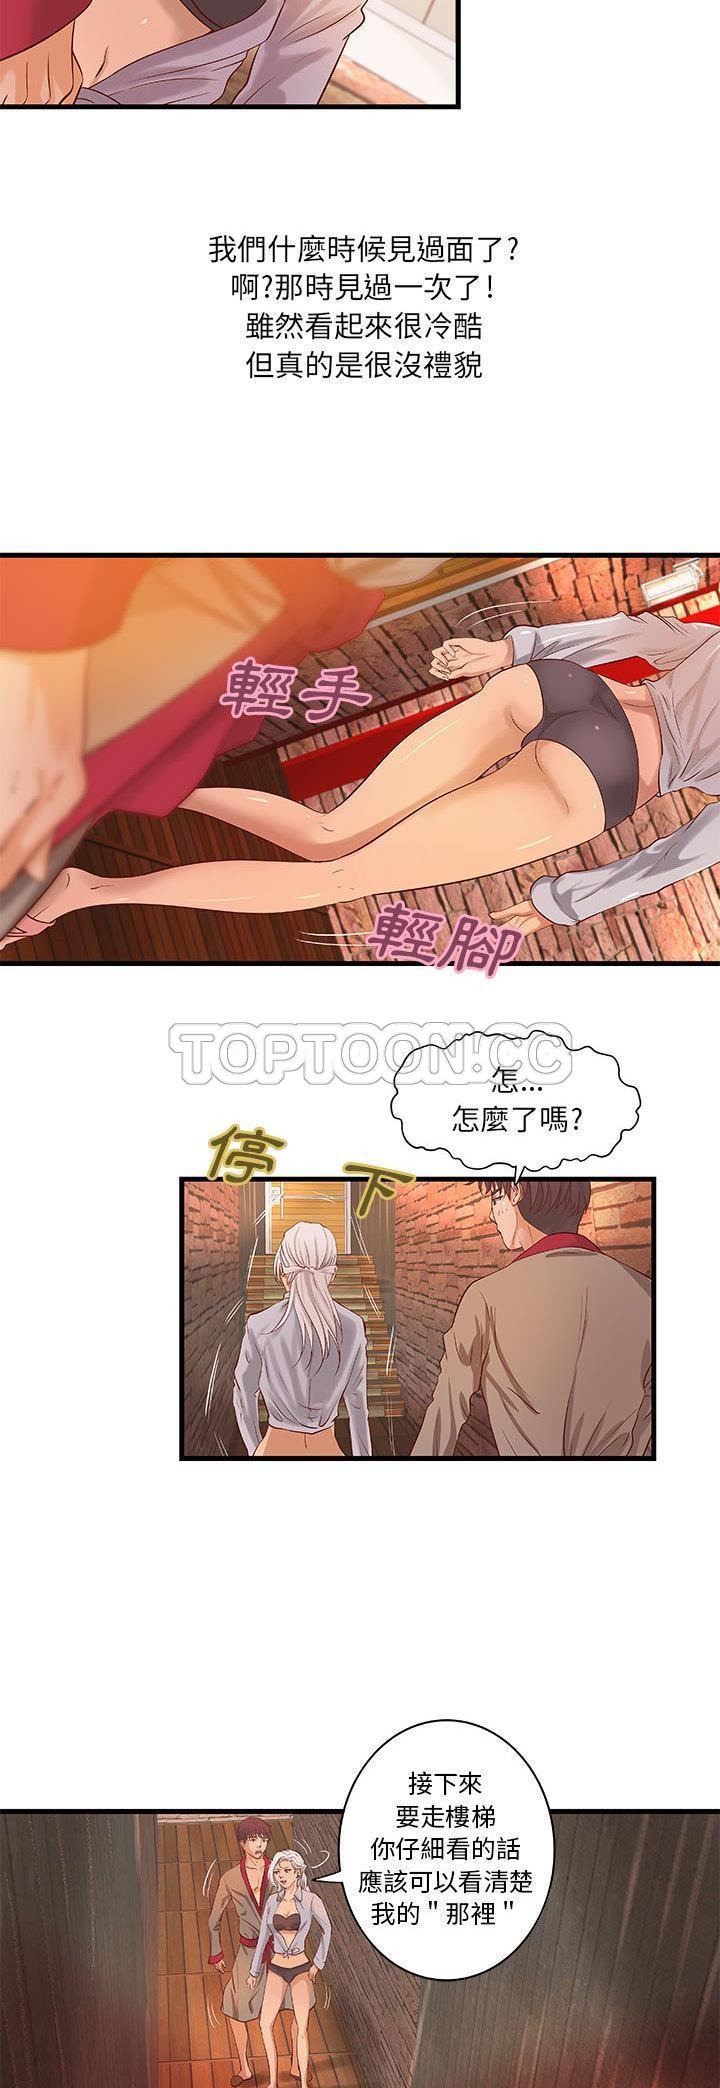 我們什麼時候見過面了?
啊?那時見過一次了!
雖然看起來很冷酷
但真的是很沒禮貌
輕手
輕腳
TOPTOON.CC
怎...
怎麼了嗎?
停下
接下來
要走樓梯
你仔細看的話
應該可以看清楚
我的"那裡"